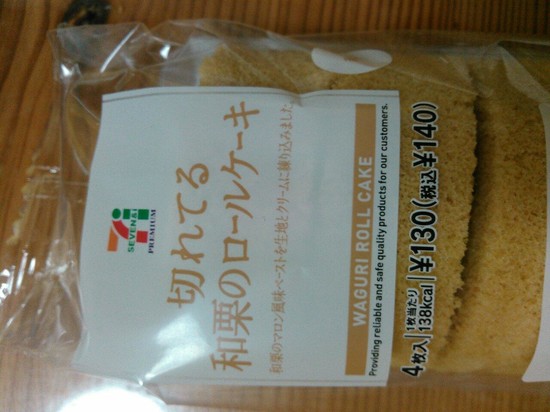 SEVEN&I
PREMIUM
切れてる
和栗のロールケーキ
和栗のマロン風味ペーストを生地とクリームに練り込みました。
WAGURI ROLL CAKE
Providing reliable and safe quality products for our customers.
4枚入 1枚当たり 138kcal ¥130(税込¥140)